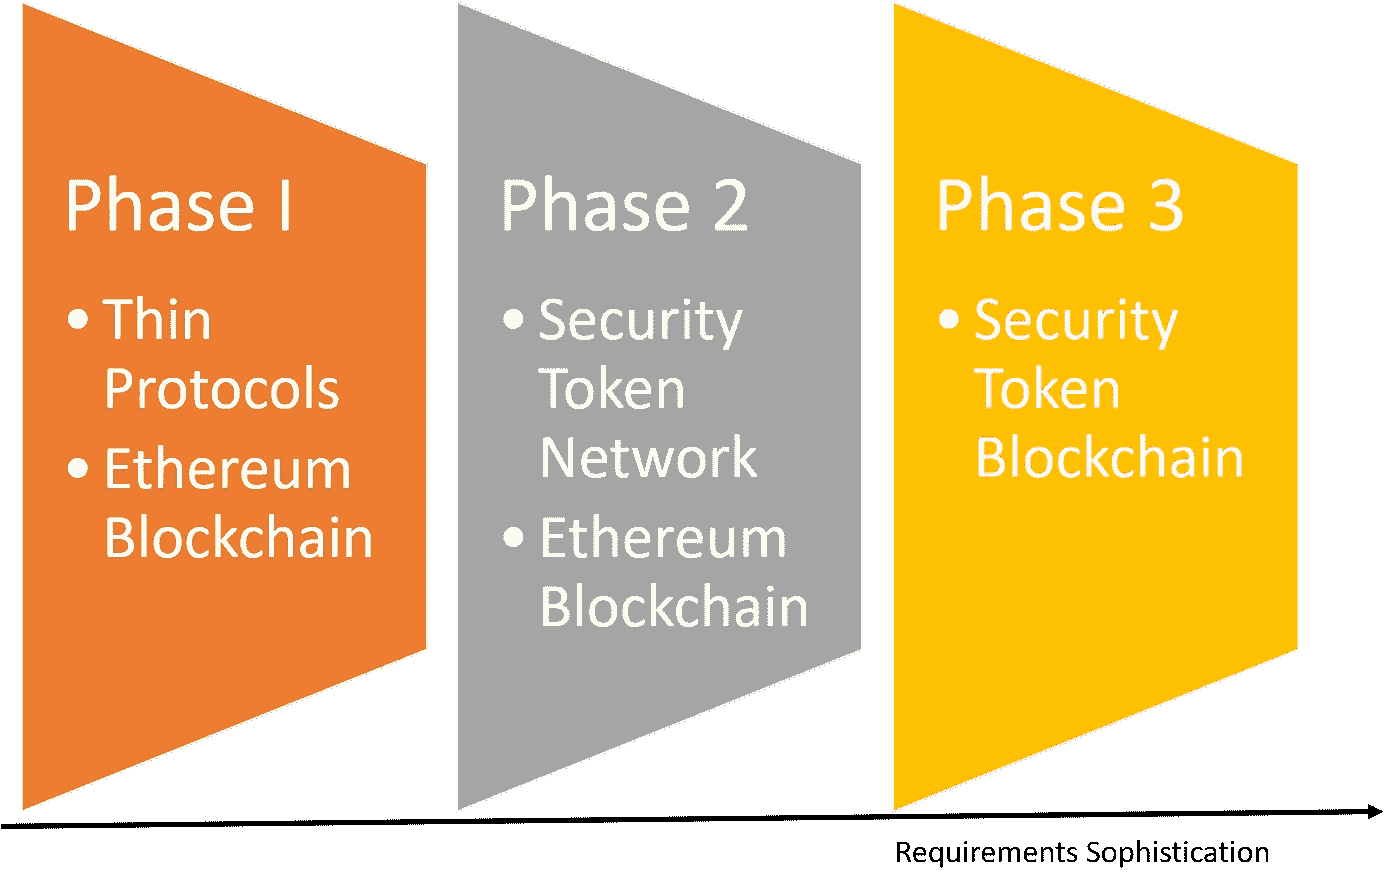 Phase I
• Thin
Protocols
• Ethereum
Blockchain
Phase 2
• Security
Token
Network
• Ethereum
Blockchain
Phase 3
• Security
Token
Blockchain
Requirements Sophistication